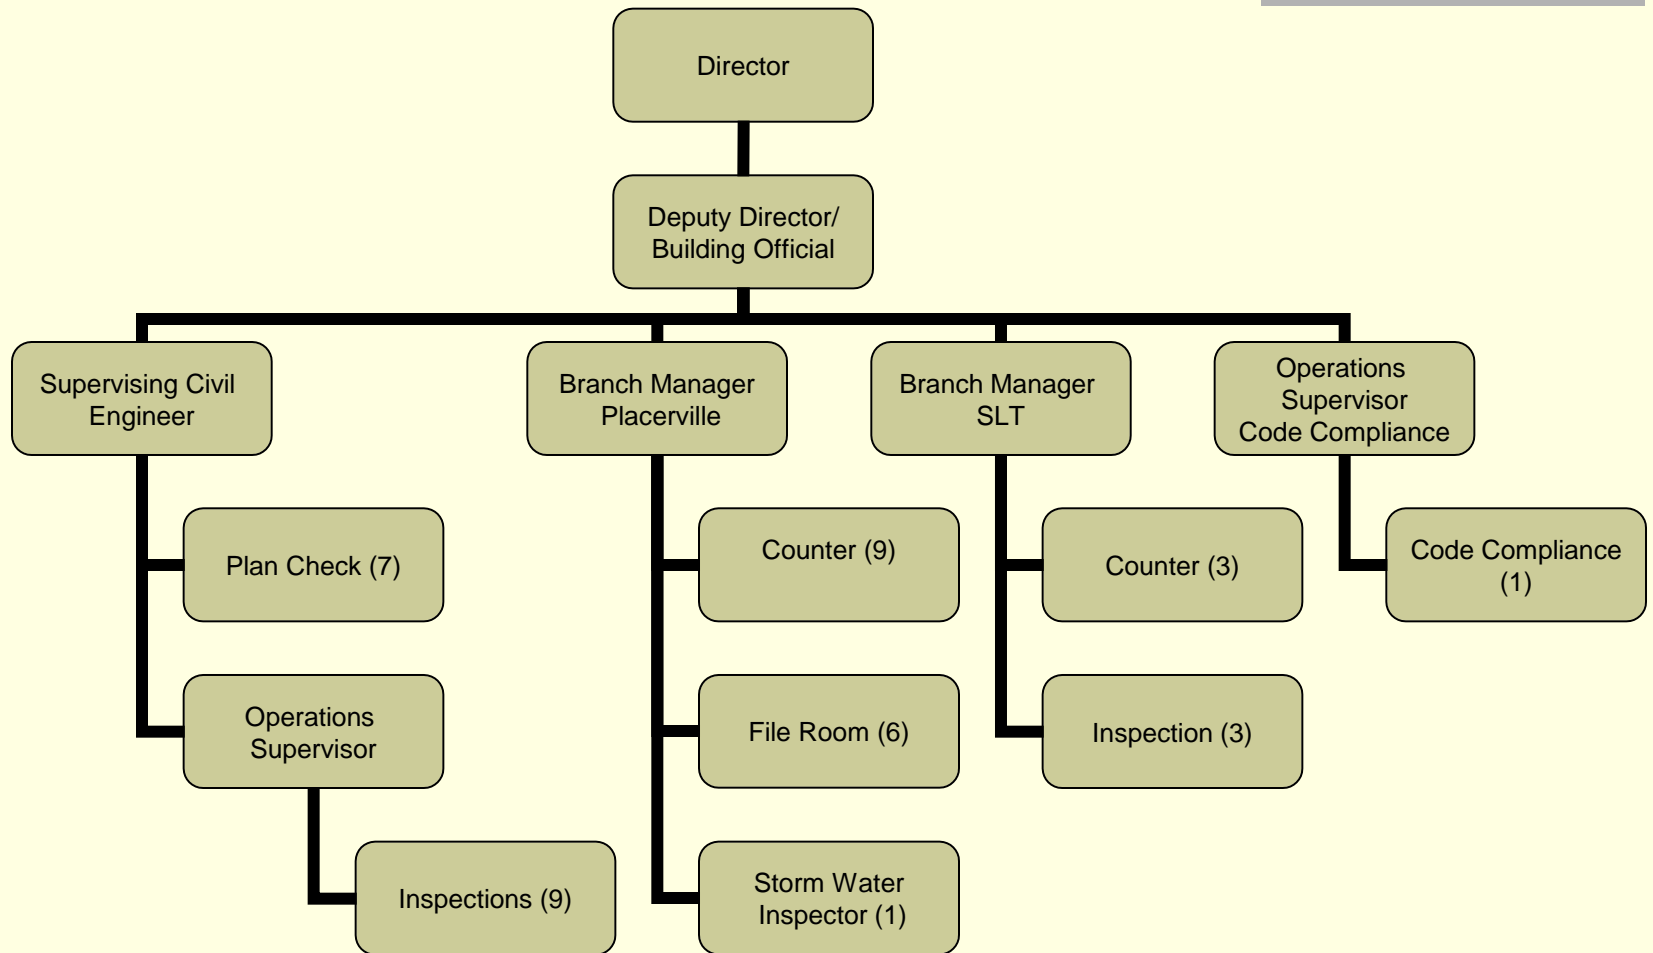 Director
Deputy Director/
Building Official
Supervising Civil
Engineer
Branch Manager
Placerville
Branch Manager
SLT
Operations
Supervisor
Code Compliance
Plan Check (7)
Counter (9)
Counter (3)
Code Compliance
(1)
Operations
Supervisor
File Room (6)
Inspection (3)
Inspections (9)
Storm Water
Inspector (1)